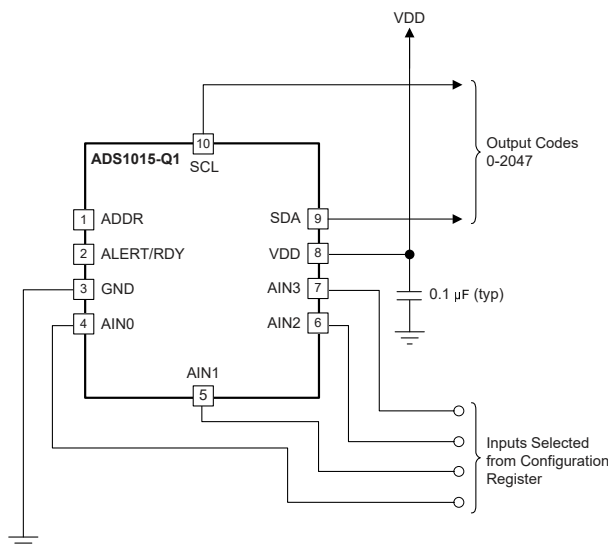 VDD
10
ADS1015-Q1
SCL
Output Codes
0-2047
1 ADDR
SDA 9
2 ALERT/RDY
VDD 8
3 GND
AIN3 7
0.1 µF (typ)
4 AIN0
AIN2 6
AIN1
5
Inputs Selected
from Configuration
Register